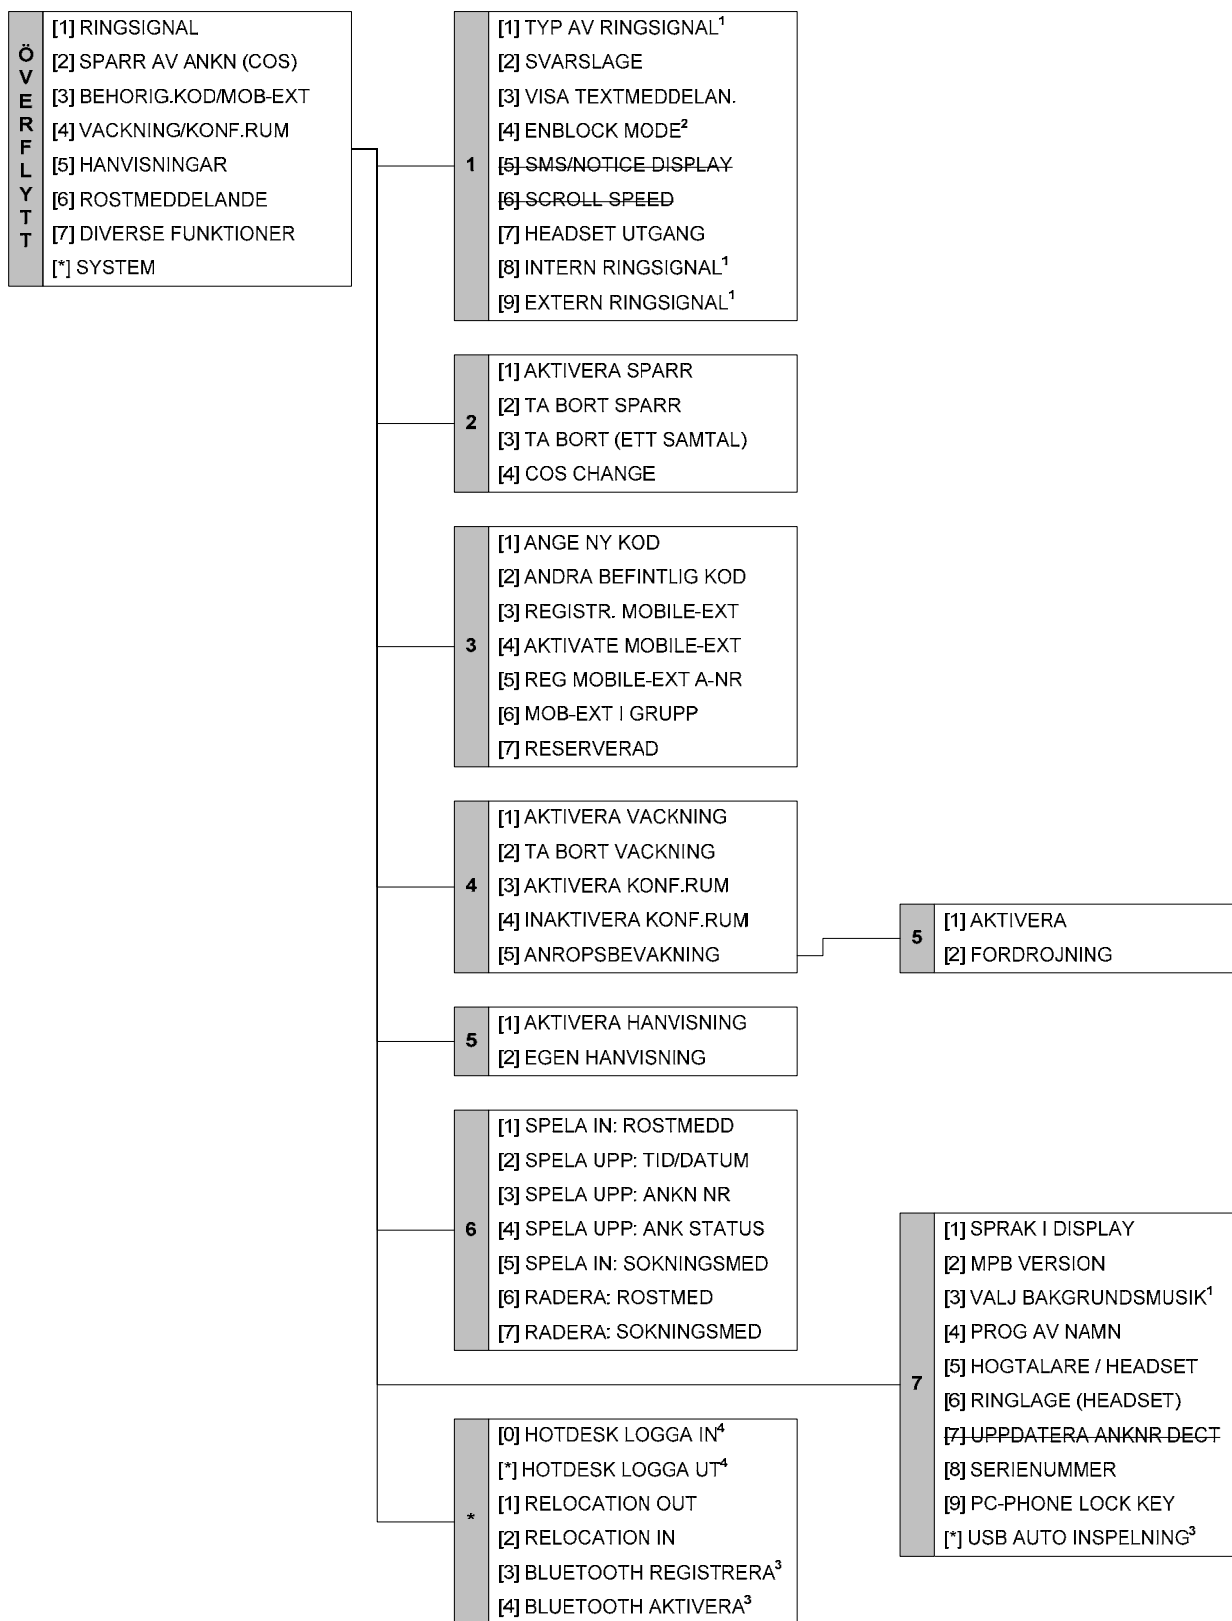 ÖVERFLYTT
[1] RINGSIGNAL
[2] SPARR AV ANKN (COS)
[3] BEHORIG.KOD/MOB-EXT
[4] VACKNING/KONF.RUM
[5] HANVISNINGAR
[6] ROSTMEDDELANDE
[7] DIVERSE FUNKTIONER
[*] SYSTEM
1
[1] TYP AV RINGSIGNAL¹
[2] SVARSLAGE
[3] VISA TEXTMEDDELAN.
[4] ENBLOCK MODE²
[5] SMS/NOTICE DISPLAY
[6] SCROLL SPEED
[7] HEADSET UTGANG
[8] INTERN RINGSIGNAL¹
[9] EXTERN RINGSIGNAL¹
2
[1] AKTIVERA SPARR
[2] TA BORT SPARR
[3] TA BORT (ETT SAMTAL)
[4] COS CHANGE
3
[1] ANGE NY KOD
[2] ANDRA BEFINTLIG KOD
[3] REGISTR. MOBILE-EXT
[4] AKTIVATE MOBILE-EXT
[5] REG MOBILE-EXT A-NR
[6] MOB-EXT I GRUPP
[7] RESERVERAD
4
[1] AKTIVERA VACKNING
[2] TA BORT VACKNING
[3] AKTIVERA KONF.RUM
[4] INAKTIVERA KONF.RUM
[5] ANROPSBEVAKNING
5
[1] AKTIVERA
[2] FORDROJNING
5
[1] AKTIVERA HANVISNING
[2] EGEN HANVISNING
6
[1] SPELA IN: ROSTMEDD
[2] SPELA UPP: TID/DATUM
[3] SPELA UPP: ANKN NR
[4] SPELA UPP: ANK STATUS
[5] SPELA IN: SOKNINGSMED
[6] RADERA: ROSTMED
[7] RADERA: SOKNINGSMED
7
[1] SPRAK I DISPLAY
[2] MPB VERSION
[3] VALJ BAKGRUNDSMUSIK¹
[4] PROG AV NAMN
[5] HOGTALARE / HEADSET
[6] RINGLAGE (HEADSET)
[7] UPPDATERA ANKNR DECT
[8] SERIENUMMER
[9] PC-PHONE LOCK KEY
[*] USB AUTO INSPELNING³
*
[0] HOTDESK LOGGA IN⁴
[*] HOTDESK LOGGA UT⁴
[1] RELOCATION OUT
[2] RELOCATION IN
[3] BLUETOOTH REGISTRERA³
[4] BLUETOOTH AKTIVERA³